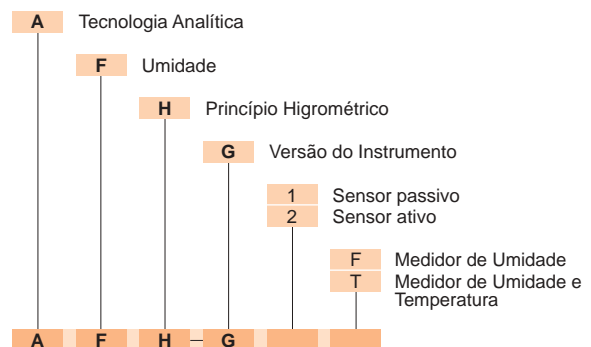 A Tecnologia Analítica
F Umidade
H Princípio Higrométrico
G Versão do Instrumento
1 Sensor passivo
2 Sensor ativo
F Medidor de Umidade
T Medidor de Umidade e
Temperatura
A F H – G